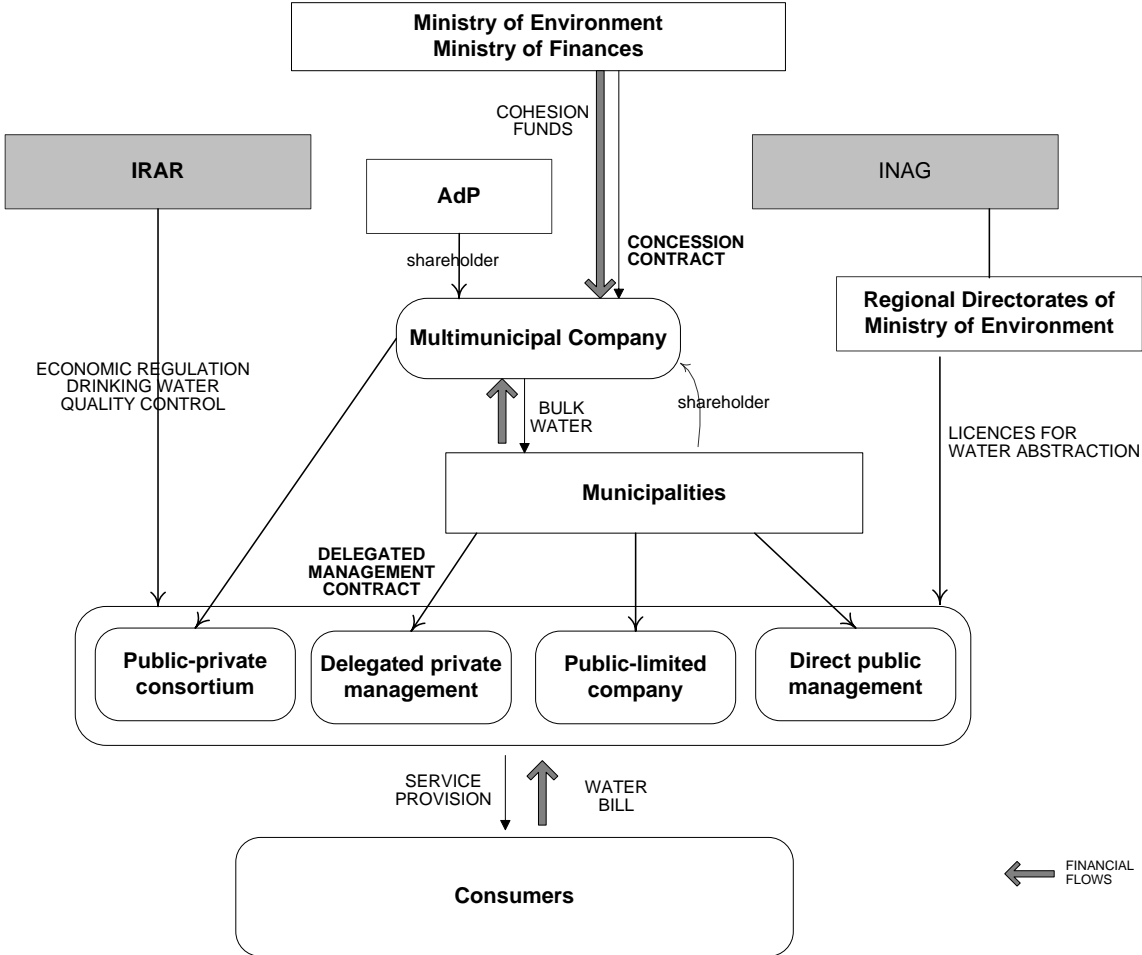 Ministry of Environment
Ministry of Finances
COHESION
FUNDS
IRAR
AdP
INAG
shareholder
CONCESSION
CONTRACT
Regional Directorates of
Ministry of Environment
Multimunicipal Company
ECONOMIC REGULATION
DRINKING WATER
QUALITY CONTROL
BULK
WATER
shareholder
LICENCES FOR
WATER ABSTRACTION
Municipalities
DELEGATED
MANAGEMENT
CONTRACT
Public-private
consortium
Delegated private
management
Public-limited
company
Direct public
management
SERVICE
PROVISION
WATER
BILL
Consumers
FINANCIAL
FLOWS